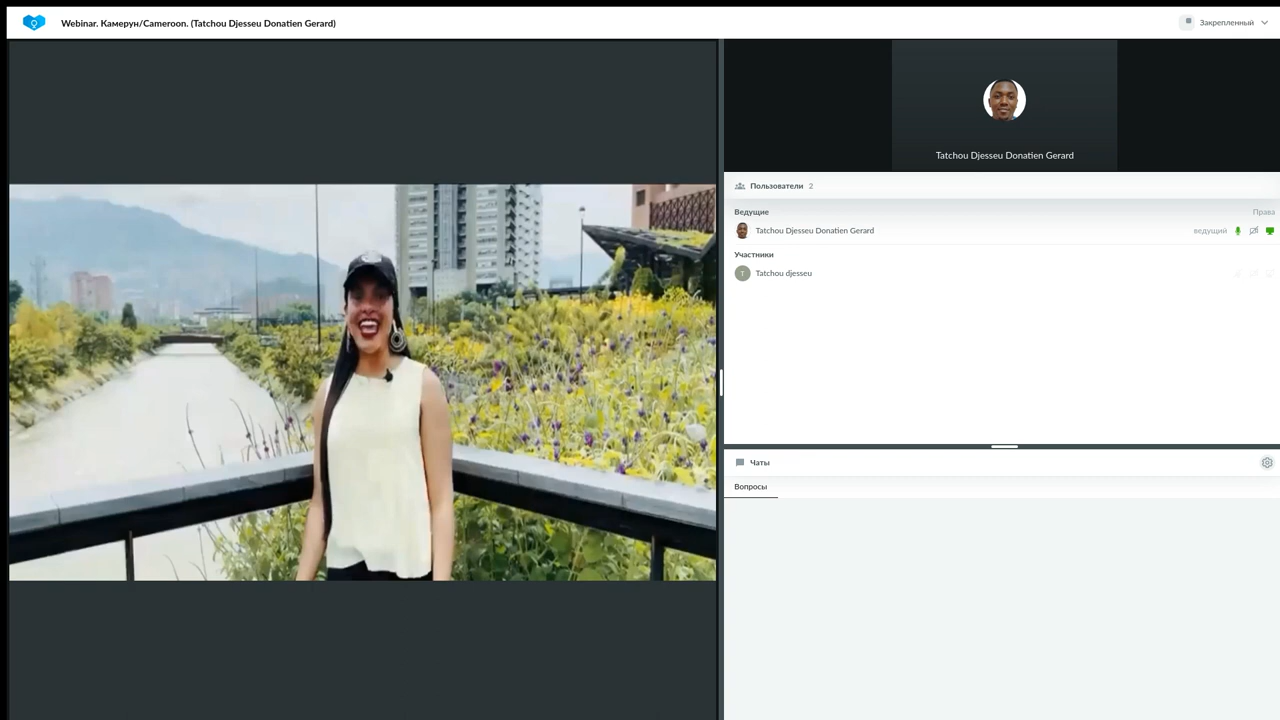 Webinar. Камерун/Cameroon. (Tatchou Djesseu Donatien Gerard)
Закрепленный
Tatchou Djesseu Donatien Gerard
Пользователи 2
Ведущие Права
Tatchou Djesseu Donatien Gerard ведущий
Участники
T Tatchou djesseu
Чаты
Вопросы